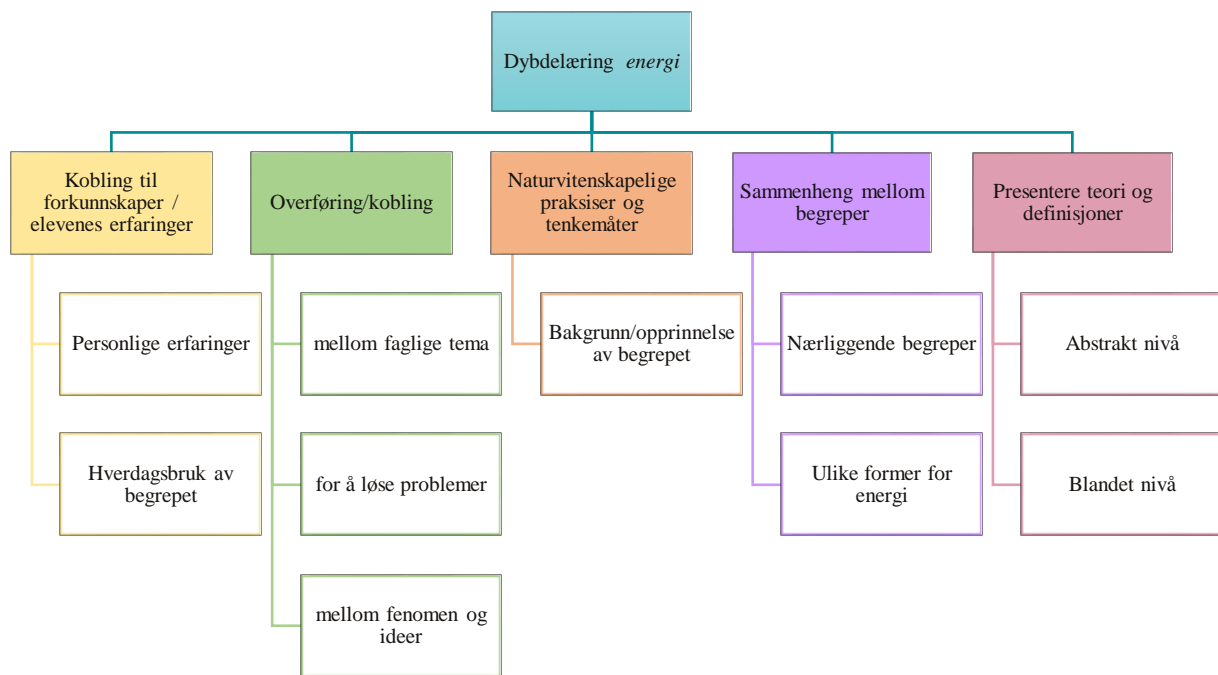 Dybdelæring energi
Kobling til
forkunnskaper /
elevenes erfaringer
Overføring/kobling
Naturvitenskapelige
praksiser og
tenkemåter
Sammenheng mellom
begreper
Presentere teori og
definisjoner
Personlige erfaringer
mellom faglige tema
Bakgrunn/opprinnelse
av begrepet
Nærliggende begreper
Abstrakt nivå
Hverdagsbruk av
begrepet
for å løse problemer
Ulike former for
energi
Blandet nivå
mellom fenomen og
ideer